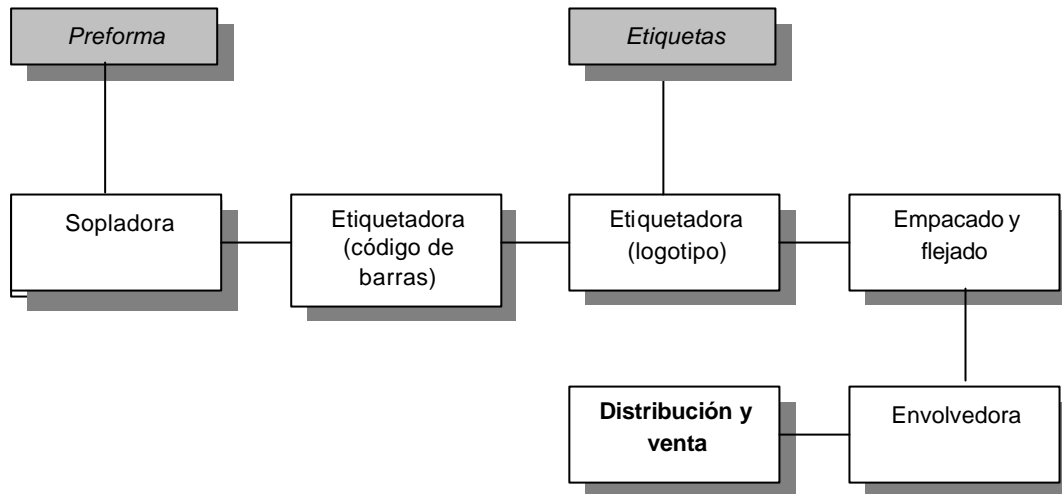 Preforma
Etiquetas
Sopladora
Etiquetadora
(código de
barras)
Etiquetadora
(logotipo)
Empacado y
flejado
Distribución y
venta
Envolvedora